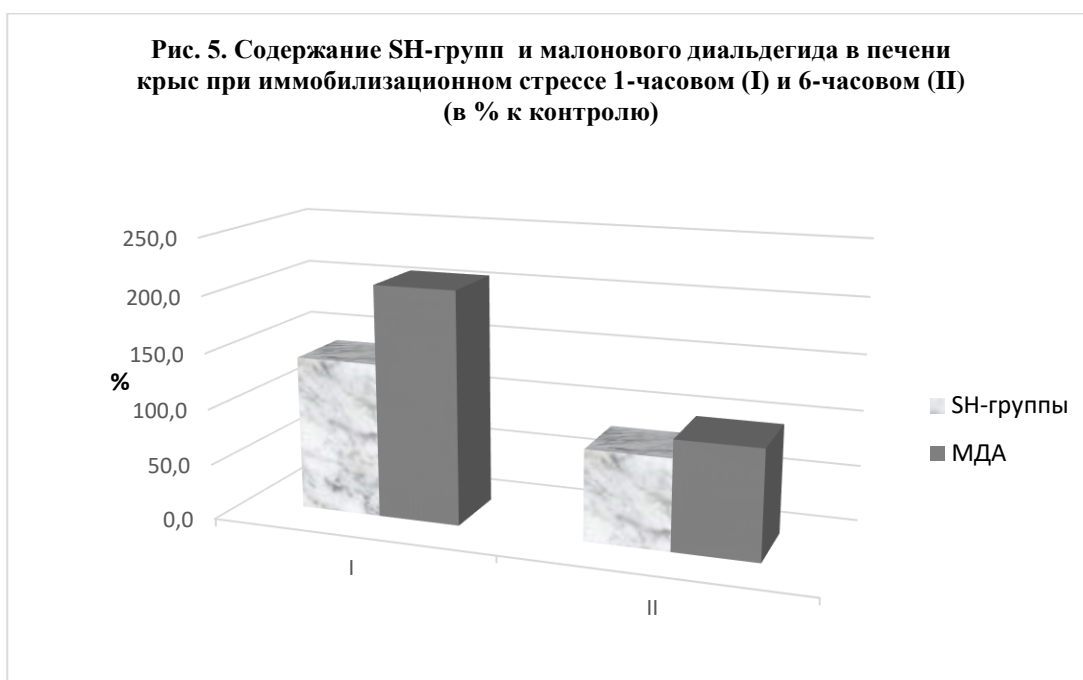 Рис. 5. Содержание SH-групп и малонового диальдегида в печени
крыс при иммобилизационном стрессе 1-часовом (I) и 6-часовом (II)
(в % к контролю)
250,0
200,0
150,0
%
100,0
50,0
0,0
I
II
SH-группы
МДА